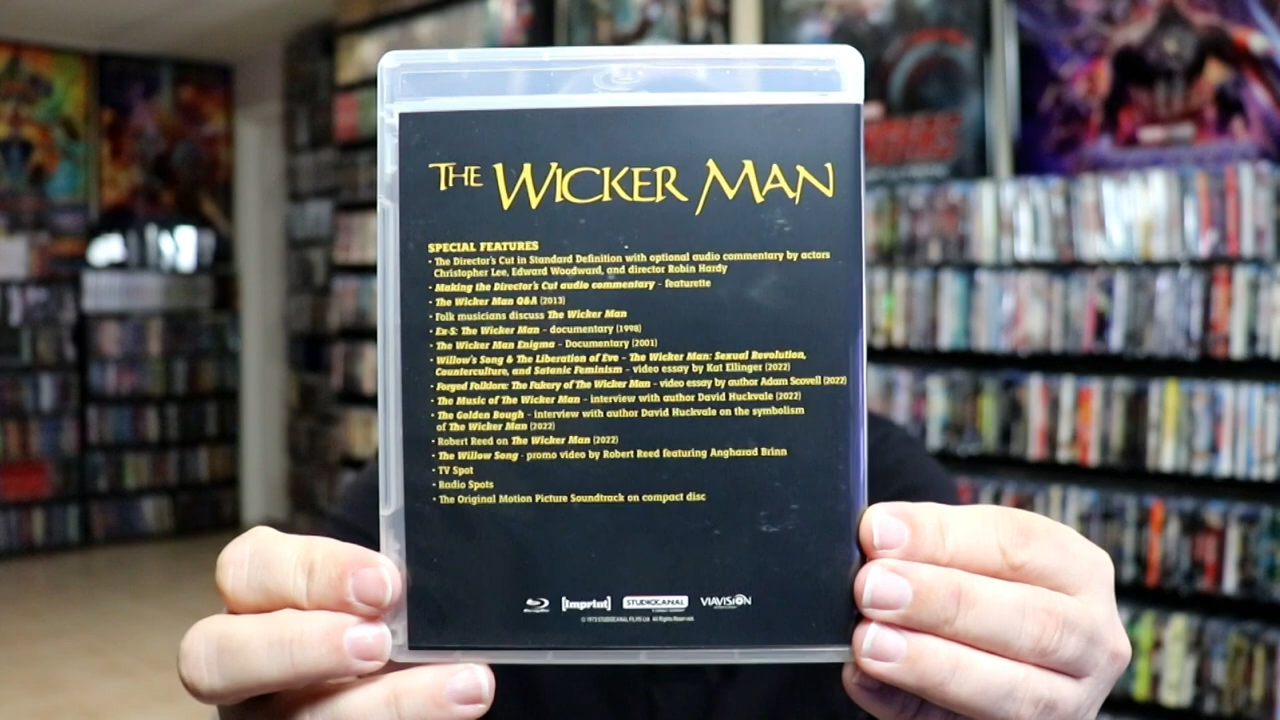 THE WICKER MAN
SPECIAL FEATURES
• The Director's Cut in Standard Definition with optional audio commentary by actors
Christopher Lee, Edward Woodward, and director Robin Hardy
• Making the Director's Cut audio commentary – featurette
• The Wicker Man Q&A (2013)
• Folk musicians discuss The Wicker Man
• Ex-S: The Wicker Man – documentary (1998)
• The Wicker Man Enigma – Documentary (2001)
• Willow's Song & The Liberation of Eve – The Wicker Man: Sexual Revolution,
Counterculture, and Satanic Feminism – video essay by Kat Ellinger (2022)
• Forged Folklore: The Fakery of The Wicker Man – video essay by author Adam Scovell (2022)
• The Music of The Wicker Man – interview with author David Huckvale (2022)
• The Golden Bough – interview with author David Huckvale on the symbolism
of The Wicker Man (2022)
• Robert Reed on The Wicker Man (2022)
• The Willow Song - promo video by Robert Reed featuring Angharad Brinn
• TV Spot
• Radio Spots
• The Original Motion Picture Soundtrack on compact disc
[Imprint] STUDIOCANAL VIAVISION
© 1973 STUDIOCANAL FILMS Ltd. All Rights Reserved.